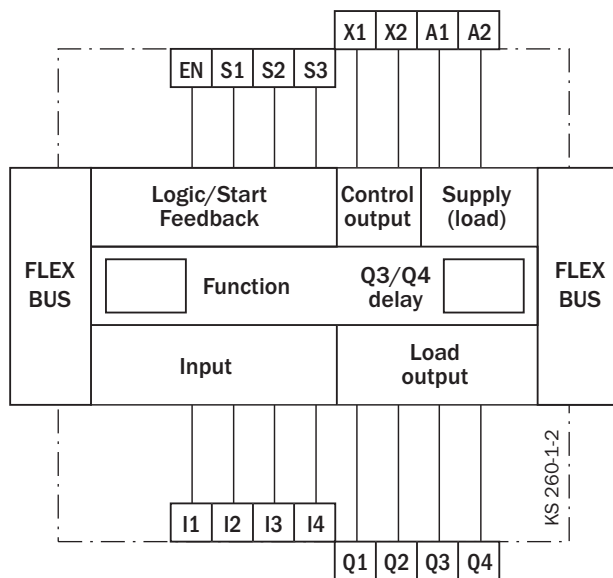 X1 X2 A1 A2
EN S1 S2 S3
Logic/Start
Feedback
Control
output
Supply
(load)
FLEX
BUS
Function
Q3/Q4
delay
FLEX
BUS
Input
Load
output
KS 260-1-2
I1 I2 I3 I4
Q1 Q2 Q3 Q4